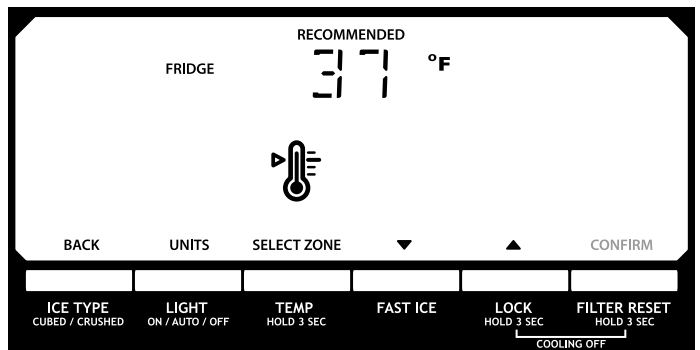 RECOMMENDED
FRIDGE 37 °F
BACK UNITS SELECT ZONE ▼ ▲ CONFIRM
ICE TYPE LIGHT TEMP FAST ICE LOCK FILTER RESET
CUBED / CRUSHED ON / AUTO / OFF HOLD 3 SEC HOLD 3 SEC HOLD 3 SEC
COOLING OFF